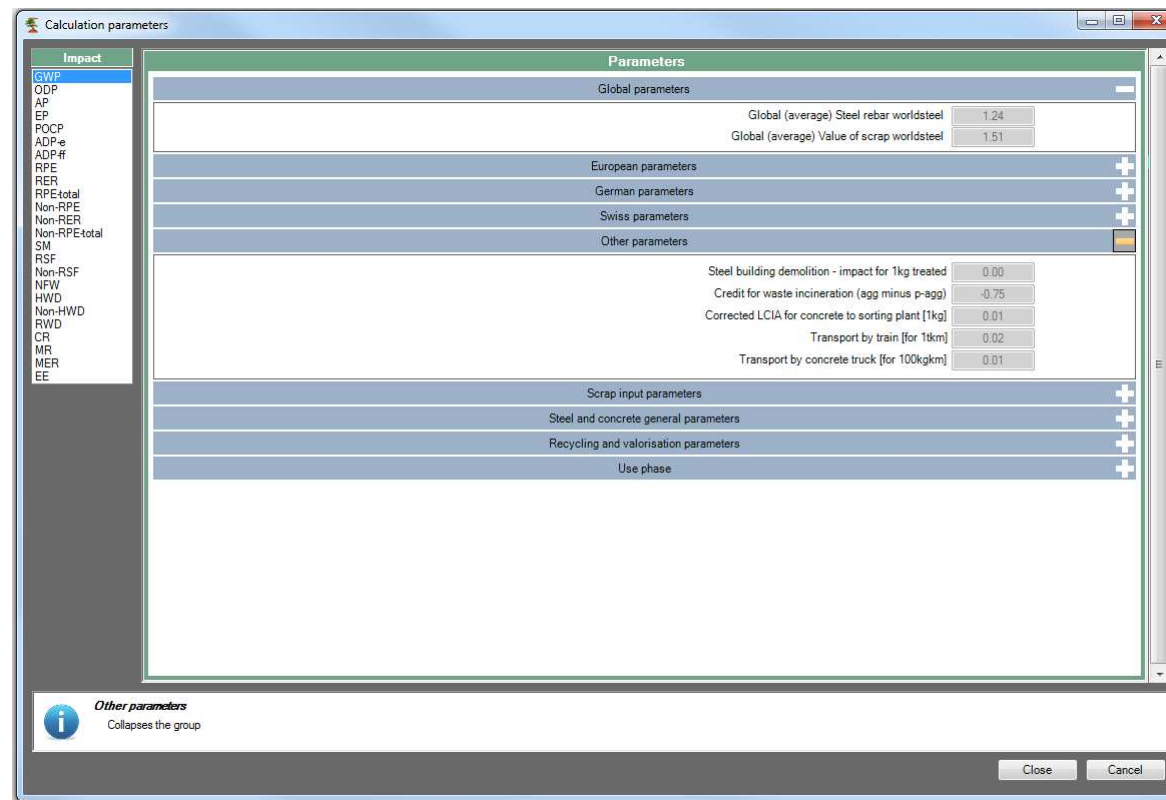 Calculation parameters
Impact
GWP
ODP
AP
EP
POCP
ADP-e
ADP-ff
RPE
RER
RPE-total
Non-RPE
Non-RER
Non-RPE-total
SM
RSF
Non-RSF
NFW
HWD
Non-HWD
RWD
CR
MR
MER
EE
Parameters
Global parameters
Global (average) Steel rebar worldsteel 1.24
Global (average) Value of scrap worldsteel 1.51
European parameters
German parameters
Swiss parameters
Other parameters
Steel building demolition - impact for 1kg treated 0.00
Credit for waste incineration (agg minus p-agg) -0.75
Corrected LCIA for concrete to sorting plant [1kg] 0.01
Transport by train [for 1tkm] 0.02
Transport by concrete truck [for 100kgkm] 0.01
Scrap input parameters
Steel and concrete general parameters
Recycling and valorisation parameters
Use phase
Other parameters
Collapses the group
Close Cancel